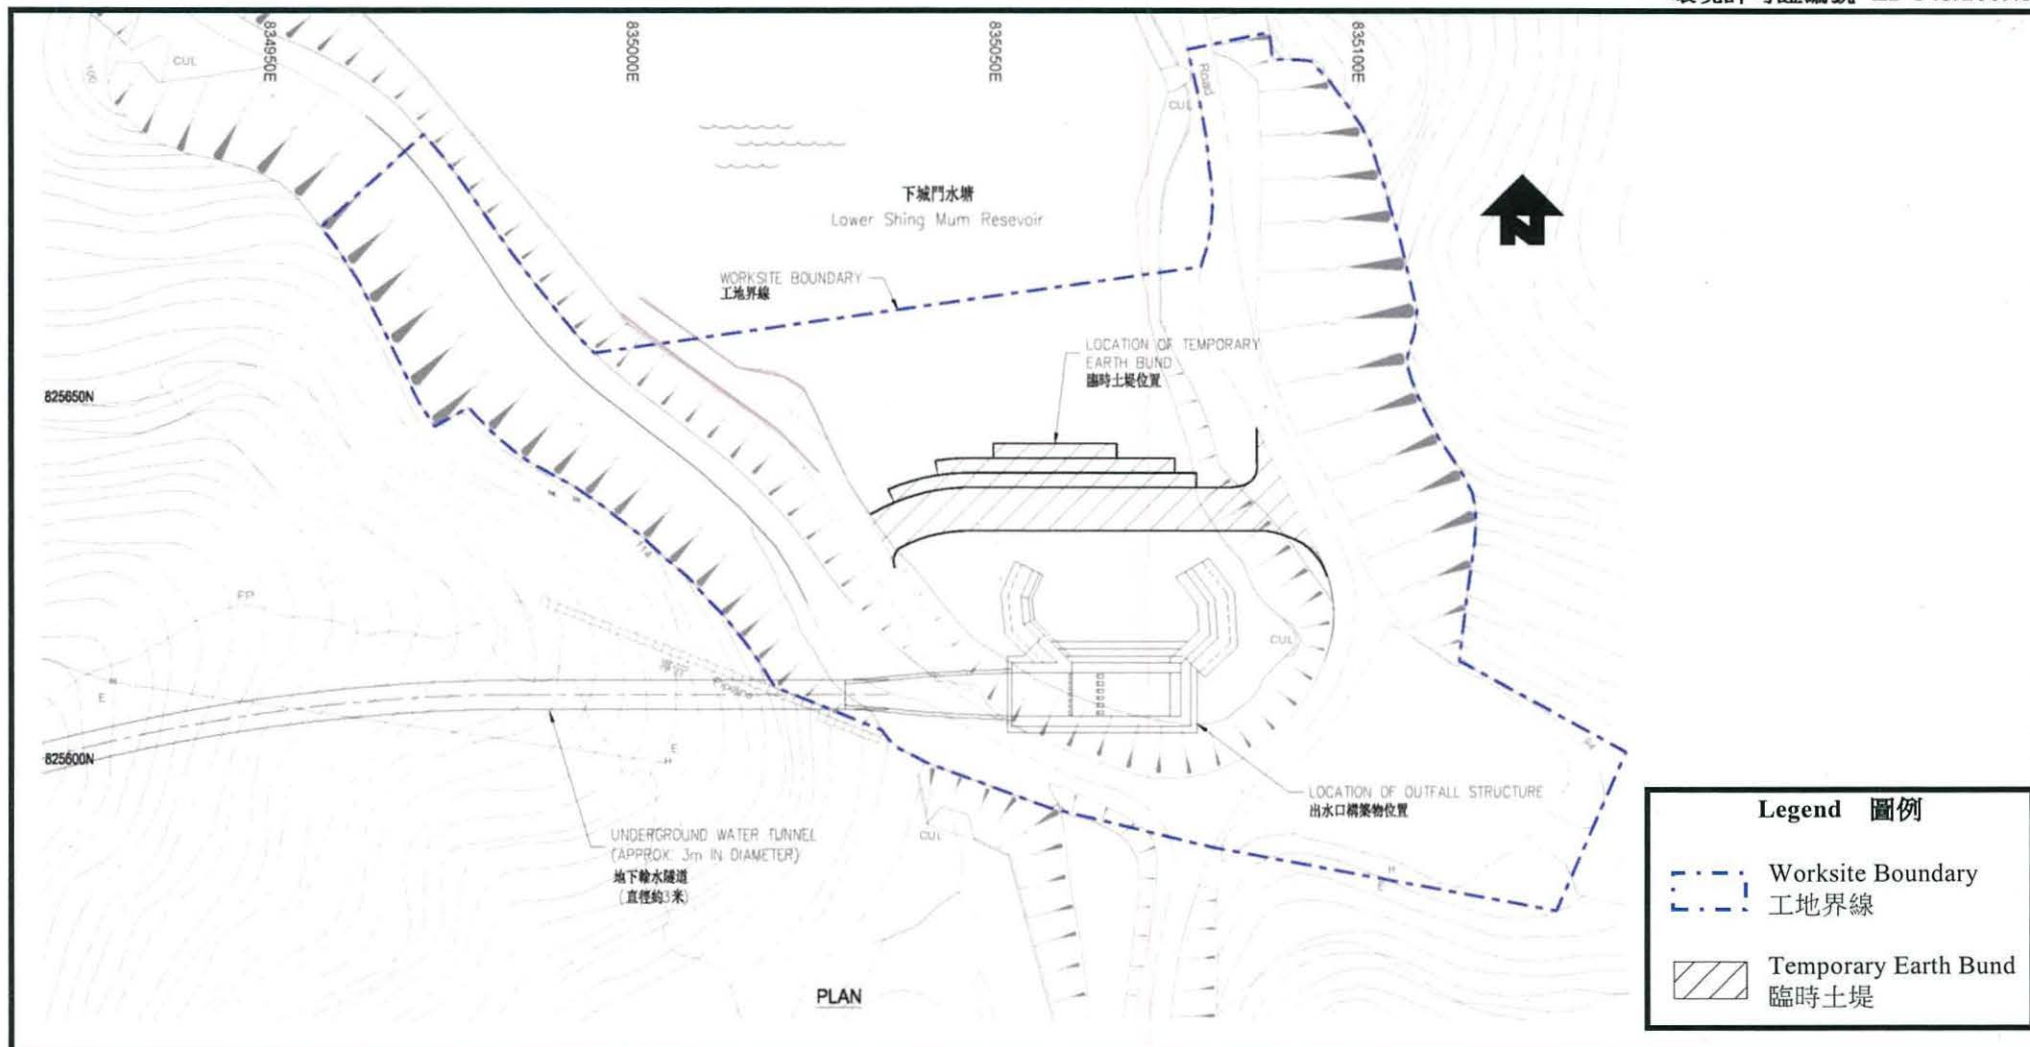 834950E
835000E
835050E
835100E
CUL
100
Road
CUL
下城門水塘
Lower Shing Mum Resevoir
N
WORKSITE BOUNDARY
工地界線
LOCATION OF TEMPORARY
EARTH BUND
臨時土堤位置
825650N
114
FP
CUL
E
H
825600N
E
H
94
LOCATION OF OUTFALL STRUCTURE
出水口構築物位置
UNDERGROUND WATER TUNNEL
(APPROX. 3m IN DIAMETER)
地下輸水隧道
(直徑約3米)
CUL
H
E
PLAN
Legend 圖例
Worksite Boundary
工地界線
Temporary Earth Bund
臨時土堤